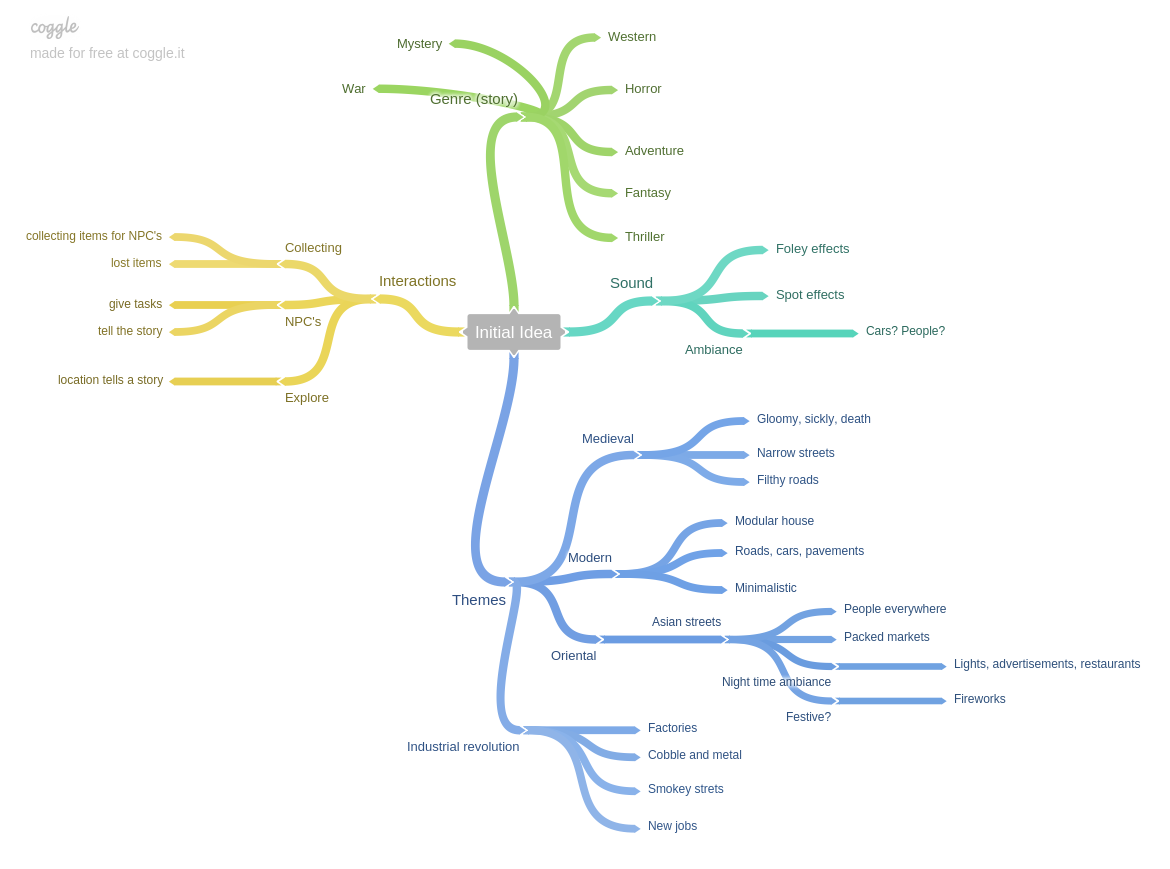 coggle
made for free at coggle.it
Mystery
War
Genre (story)
Western
Horror
Adventure
Fantasy
Thriller
collecting items for NPC's
lost items
Collecting
give tasks
tell the story
NPC's
location tells a story
Explore
Interactions
Initial Idea
Sound
Foley effects
Spot effects
Ambiance
Cars? People?
Themes
Medieval
Gloomy, sickly, death
Narrow streets
Filthy roads
Modern
Modular house
Roads, cars, pavements
Minimalistic
Oriental
Asian streets
People everywhere
Packed markets
Night time ambiance
Lights, advertisements, restaurants
Festive?
Fireworks
Industrial revolution
Factories
Cobble and metal
Smokey strets
New jobs